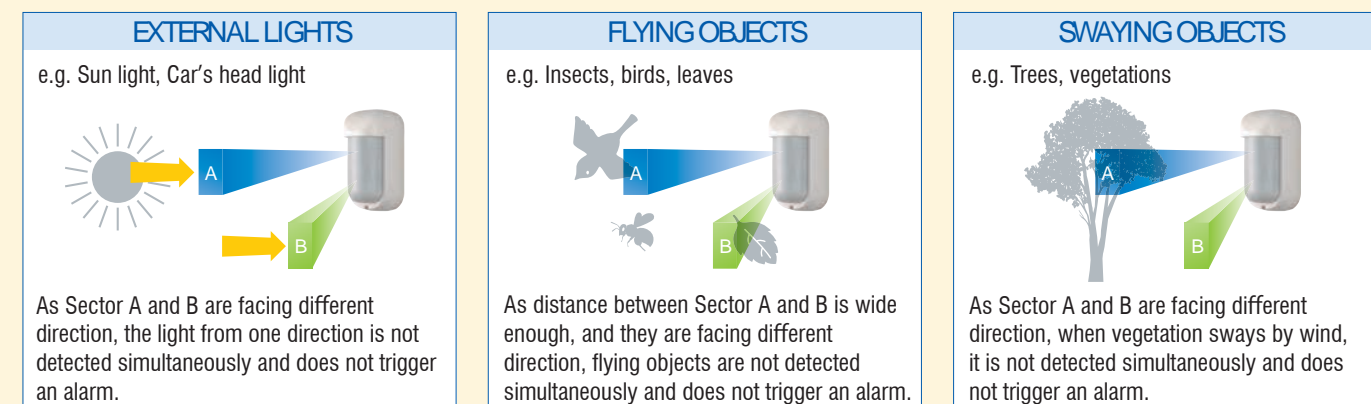 EXTERNAL LIGHTS
e.g. Sun light, Car's head light
A
B
As Sector A and B are facing different
direction, the light from one direction is not
detected simultaneously and does not trigger
an alarm.
FLYING OBJECTS
e.g. Insects, birds, leaves
A
B
As distance between Sector A and B is wide
enough, and they are facing different
direction, flying objects are not detected
simultaneously and does not trigger an alarm.
SWAYING OBJECTS
e.g. Trees, vegetations
A
B
As Sector A and B are facing different
direction, when vegetation sways by wind,
it is not detected simultaneously and does
not trigger an alarm.